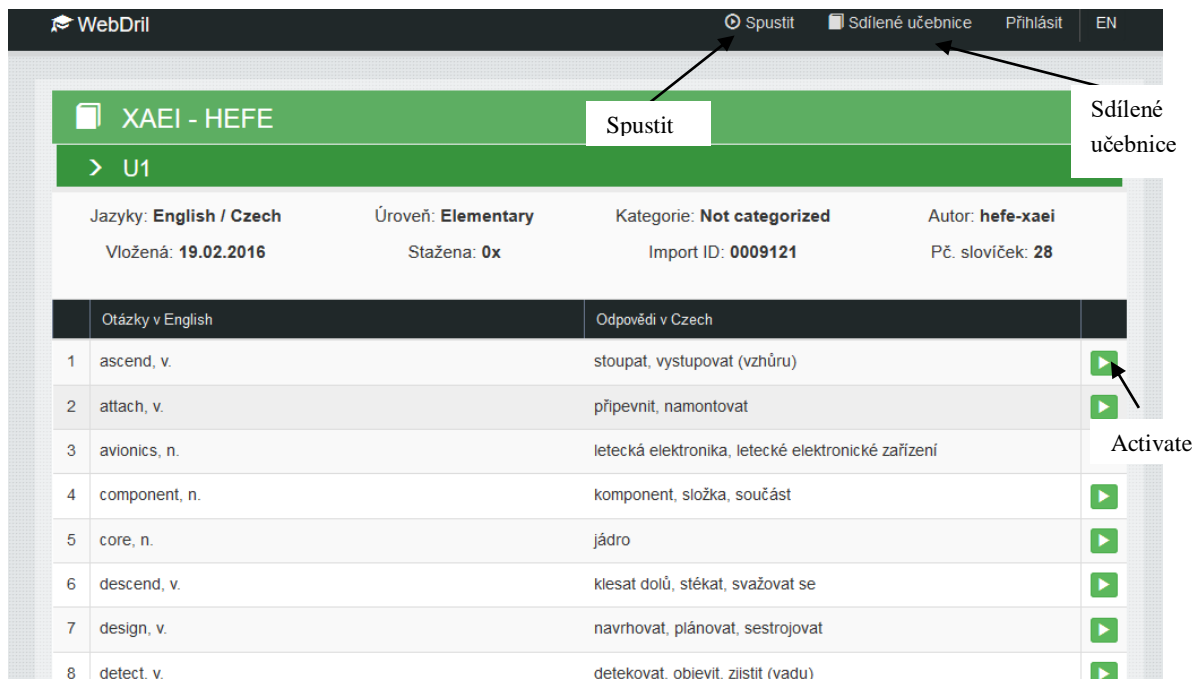 WebDril Spustit Sdílené učebnice Přihlásit EN
Sdílené
učebnice
Spustit
XAEI - HEFE
U1
Jazyky: English / Czech Úroveň: Elementary Kategorie: Not categorized Autor: hefe-xaei
Vložená: 19.02.2016 Stažena: 0x Import ID: 0009121 Pč. slovíček: 28
Otázky v English Odpovědi v Czech
1 ascend, v. stoupat, vystupovat (vzhůru)
2 attach, v. připevnit, namontovat
Activate
3 avionics, n. letecká elektronika, letecké elektronické zařízení
4 component, n. komponent, složka, součást
5 core, n. jádro
6 descend, v. klesat dolů, stékat, svažovat se
7 design, v. navrhovat, plánovat, sestrojovat
8 detect, v. detekovat, objevit, zjistit (vadu)